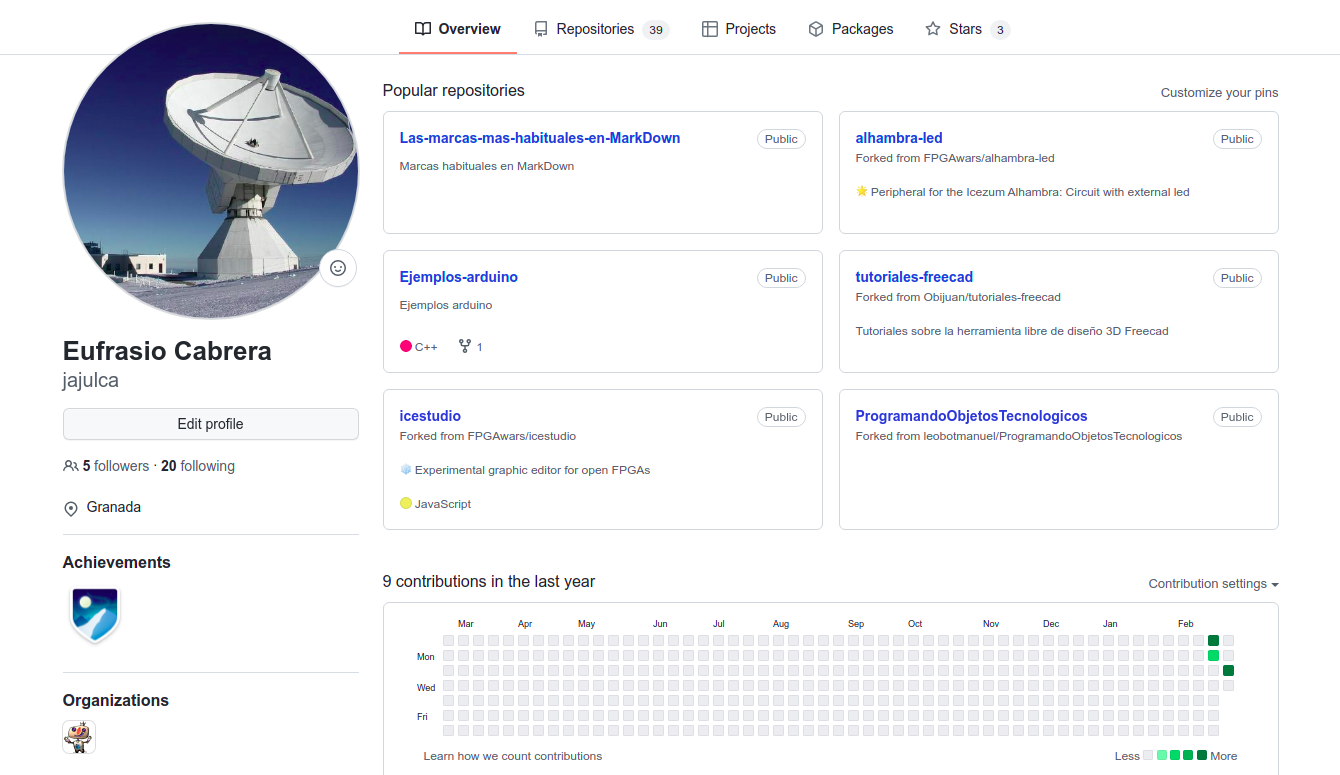 Overview Repositories 39 Projects Packages Stars 3
Eufrasio Cabrera
jajulca
Edit profile
5 followers · 20 following
Granada
Achievements
Organizations
Popular repositories
Customize your pins
Las-marcas-mas-habituales-en-MarkDown Public
Marcas habituales en MarkDown
alhambra-led Public
Forked from FPGAwars/alhambra-led
⭐ Peripheral for the Icezum Alhambra: Circuit with external led
Ejemplos-arduino Public
Ejemplos arduino
C++ 1
tutoriales-freecad Public
Forked from Obijuan/tutoriales-freecad
Tutoriales sobre la herramienta libre de diseño 3D Freecad
icestudio Public
Forked from FPGAwars/icestudio
❄️ Experimental graphic editor for open FPGAs
JavaScript
ProgramandoObjetosTecnologicos Public
Forked from leobotmanuel/ProgramandoObjetosTecnologicos
9 contributions in the last year
Contribution settings
Mar Apr May Jun Jul Aug Sep Oct Nov Dec Jan Feb
Mon
Wed
Fri
Learn how we count contributions
Less More